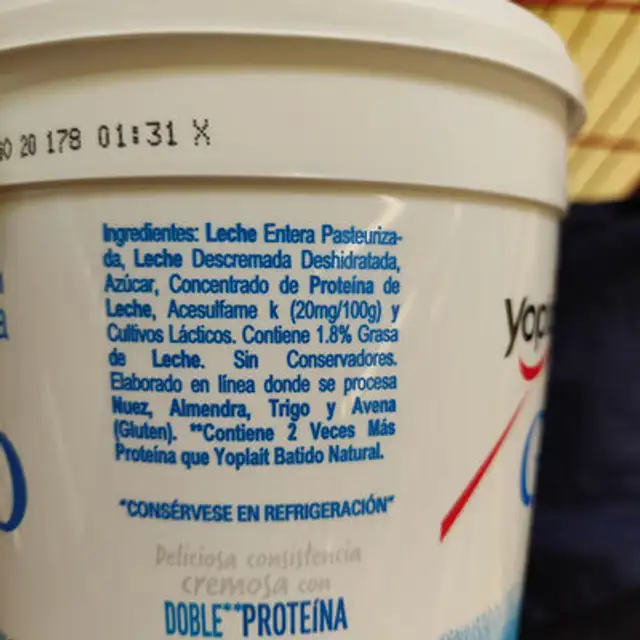 GO 20 178 01:31 X
Ingredientes: Leche Entera Pasteuriza-
da, Leche Descremada Deshidratada,
Azúcar, Concentrado de Proteína de
Leche, Acesulfame k (20mg/100g) y
Cultivos Lácticos. Contiene 1.8% Grasa
de Leche. Sin Conservadores.
Elaborado en línea donde se procesa
Nuez, Almendra, Trigo y Avena
(Gluten). **Contiene 2 Veces Más
Proteína que Yoplait Batido Natural.
"CONSÉRVESE EN REFRIGERACIÓN"
Deliciosa consistencia
cremosa con
DOBLE**PROTEÍNA
Yop